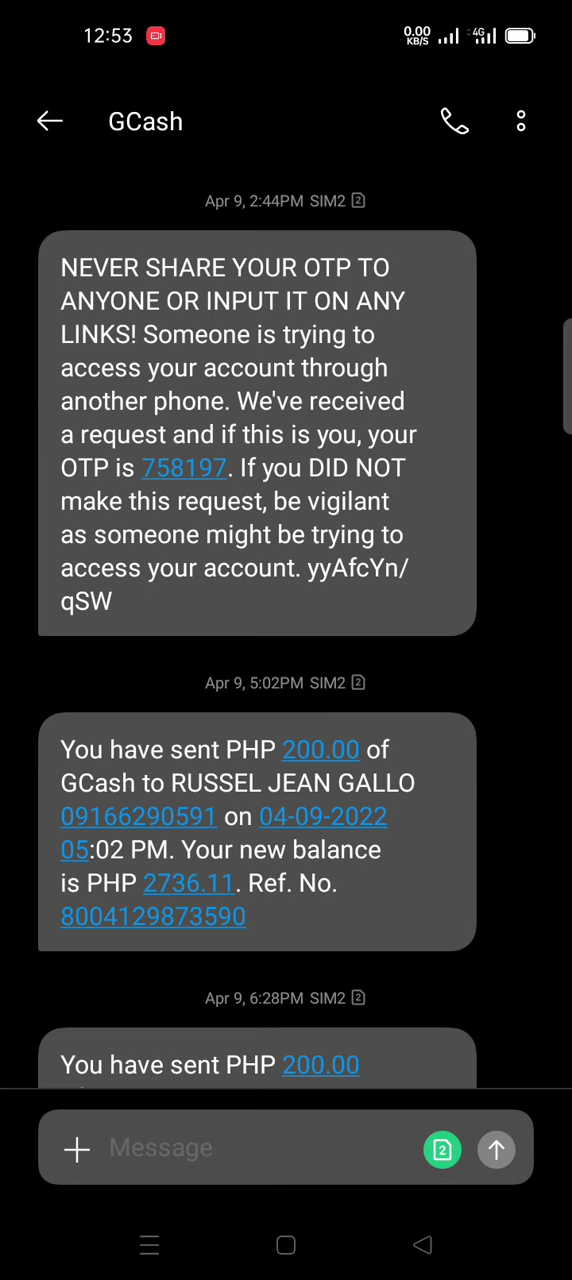 12:53
0.00
KB/S
4G
GCash
Apr 9, 2:44PM SIM2 2
NEVER SHARE YOUR OTP TO
ANYONE OR INPUT IT ON ANY
LINKS! Someone is trying to
access your account through
another phone. We've received
a request and if this is you, your
OTP is 758197. If you DID NOT
make this request, be vigilant
as someone might be trying to
access your account. yyAfcYn/
qSW
Apr 9, 5:02PM SIM2 2
You have sent PHP 200.00 of
GCash to RUSSEL JEAN GALLO
09166290591 on 04-09-2022
05:02 PM. Your new balance
is PHP 2736.11. Ref. No.
8004129873590
Apr 9, 6:28PM SIM2 2
You have sent PHP 200.00
Message
2